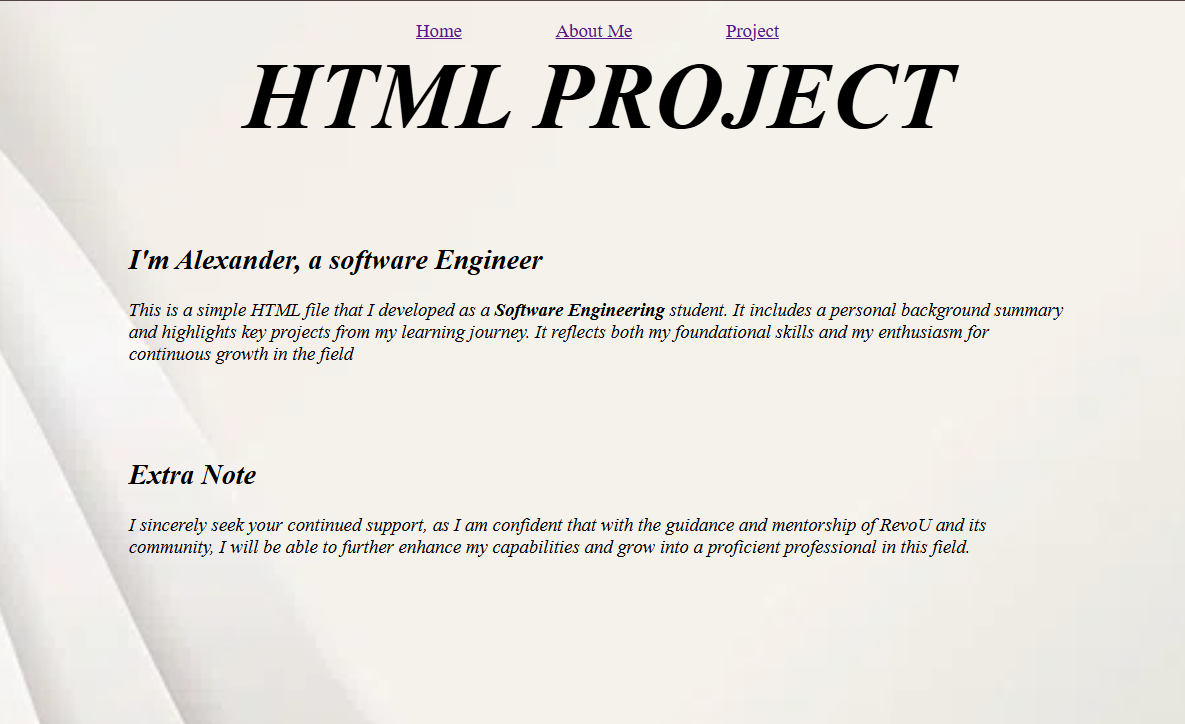 Home About Me Project
HTML PROJECT
I'm Alexander, a software Engineer
This is a simple HTML file that I developed as a Software Engineering student. It includes a personal background summary
and highlights key projects from my learning journey. It reflects both my foundational skills and my enthusiasm for
continuous growth in the field
Extra Note
I sincerely seek your continued support, as I am confident that with the guidance and mentorship of RevoU and its
community, I will be able to further enhance my capabilities and grow into a proficient professional in this field.